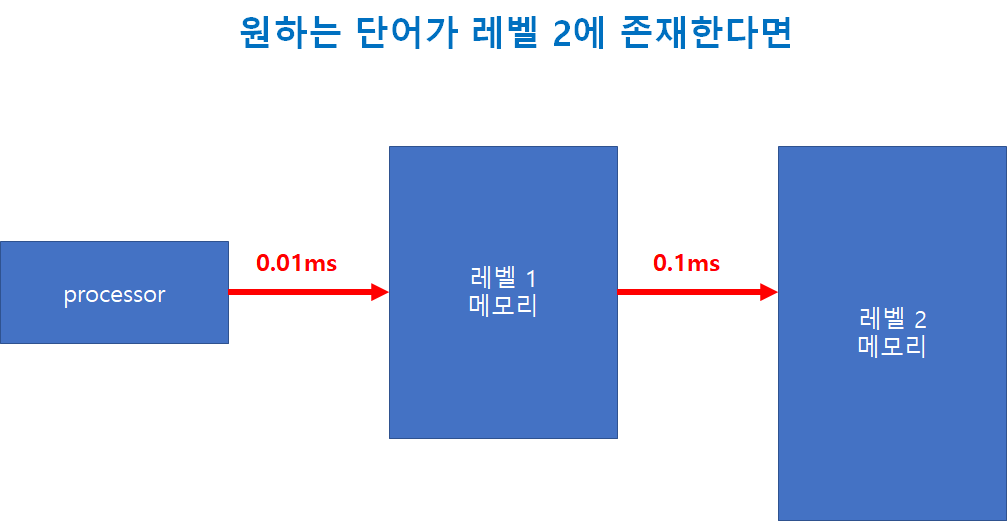 원하는 단어가 레벨 2에 존재한다면
processor
0.01ms
레벨 1
메모리
0.1ms
레벨 2
메모리